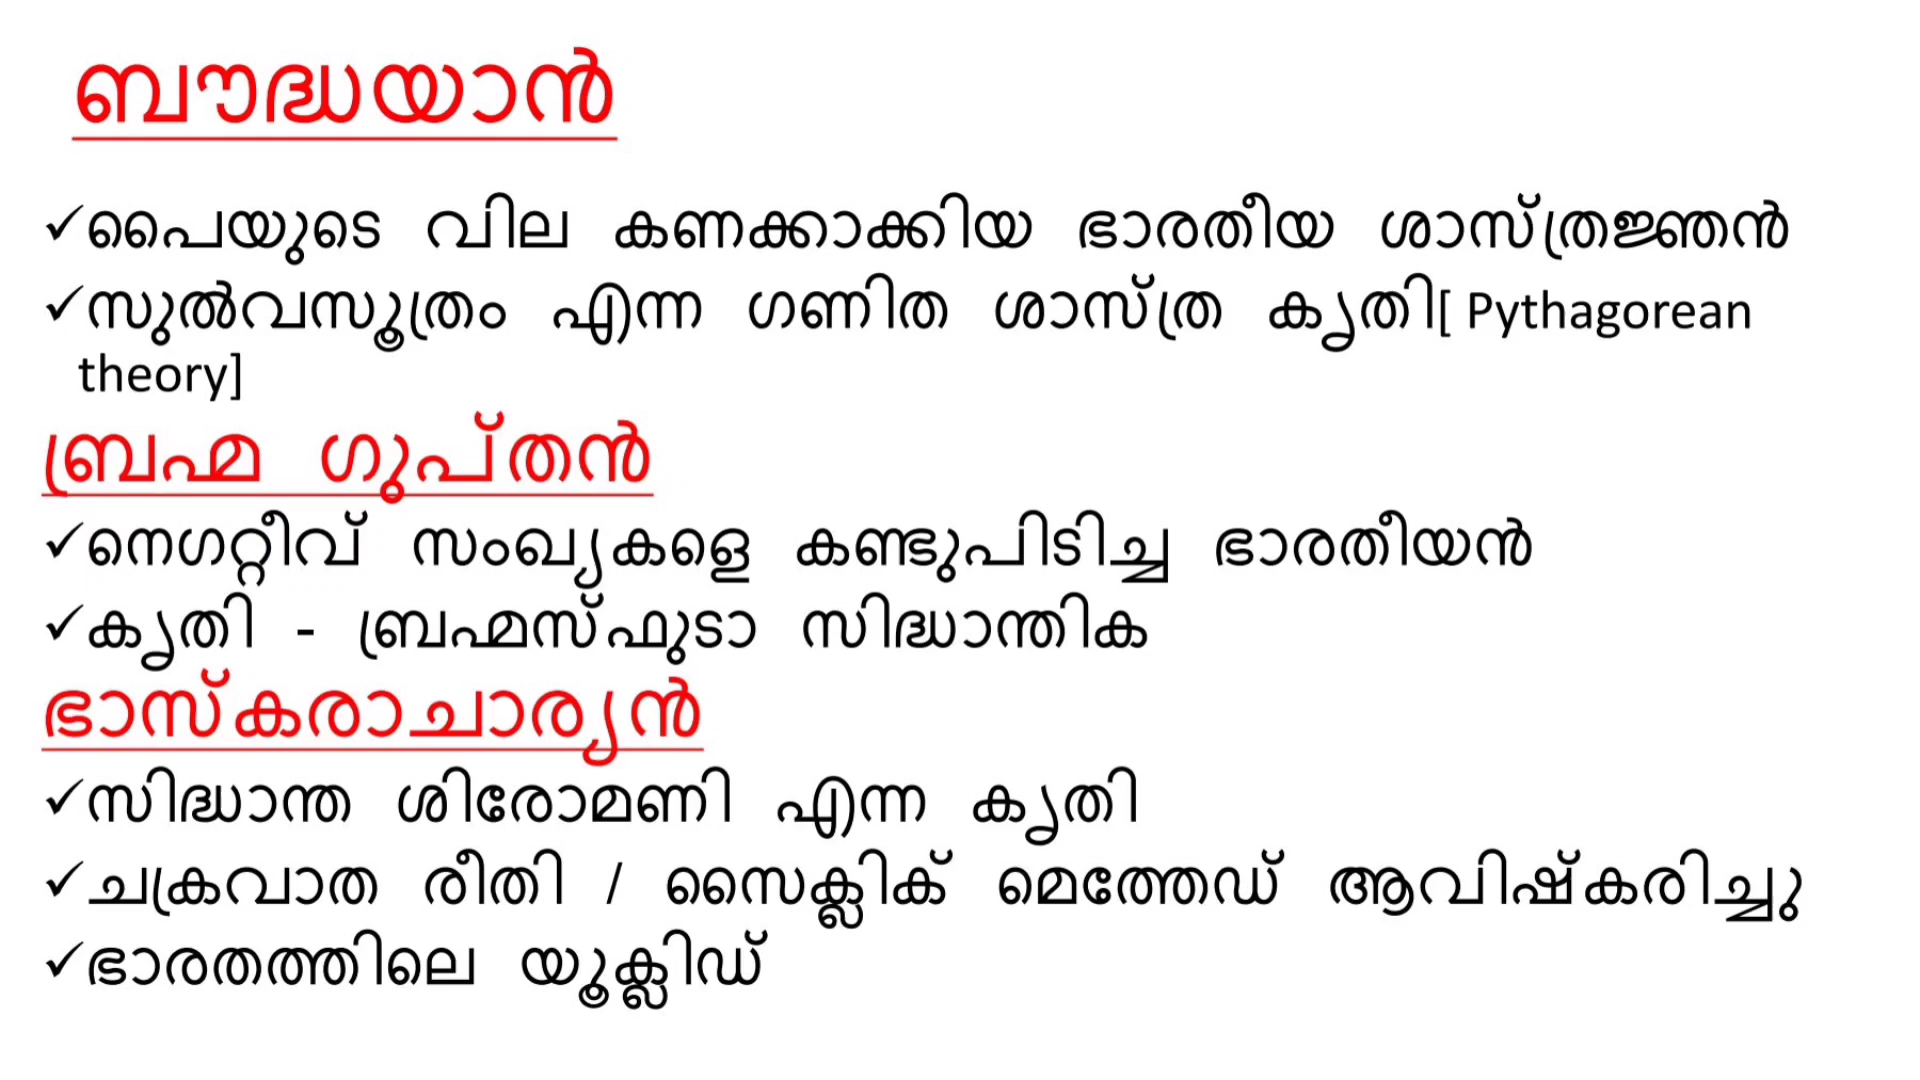 ബൗദ്ധയാൻ
✓പൈയുടെ വില കണക്കാക്കിയ ഭാരതീയ ശാസ്ത്രജ്ഞൻ
✓സുൽവസൂത്രം എന്ന ഗണിത ശാസ്ത്ര കൃതി[ Pythagorean
theory]
ബ്രഹ്മ ഗുപ്തൻ
✓നെഗറ്റീവ് സംഖ്യകളെ കണ്ടുപിടിച്ച ഭാരതീയൻ
✓കൃതി - ബ്രഹ്മസ്ഫുടാ സിദ്ധാന്തിക
ഭാസ്കരാചാര്യൻ
✓സിദ്ധാന്ത ശിരോമണി എന്ന കൃതി
✓ചക്രവാത രീതി / സൈക്ലിക് മെത്തേഡ് ആവിഷ്കരിച്ചു
✓ഭാരതത്തിലെ യൂക്ലിഡ്